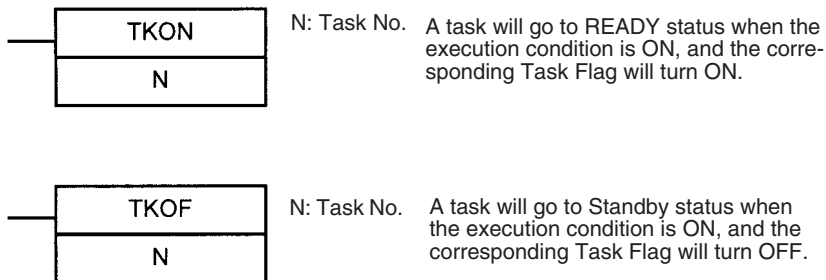 TKON
N
N: Task No.
A task will go to READY status when the
execution condition is ON, and the corre-
sponding Task Flag will turn ON.
TKOF
N
N: Task No.
A task will go to Standby status when
the execution condition is ON, and the
corresponding Task Flag will turn OFF.